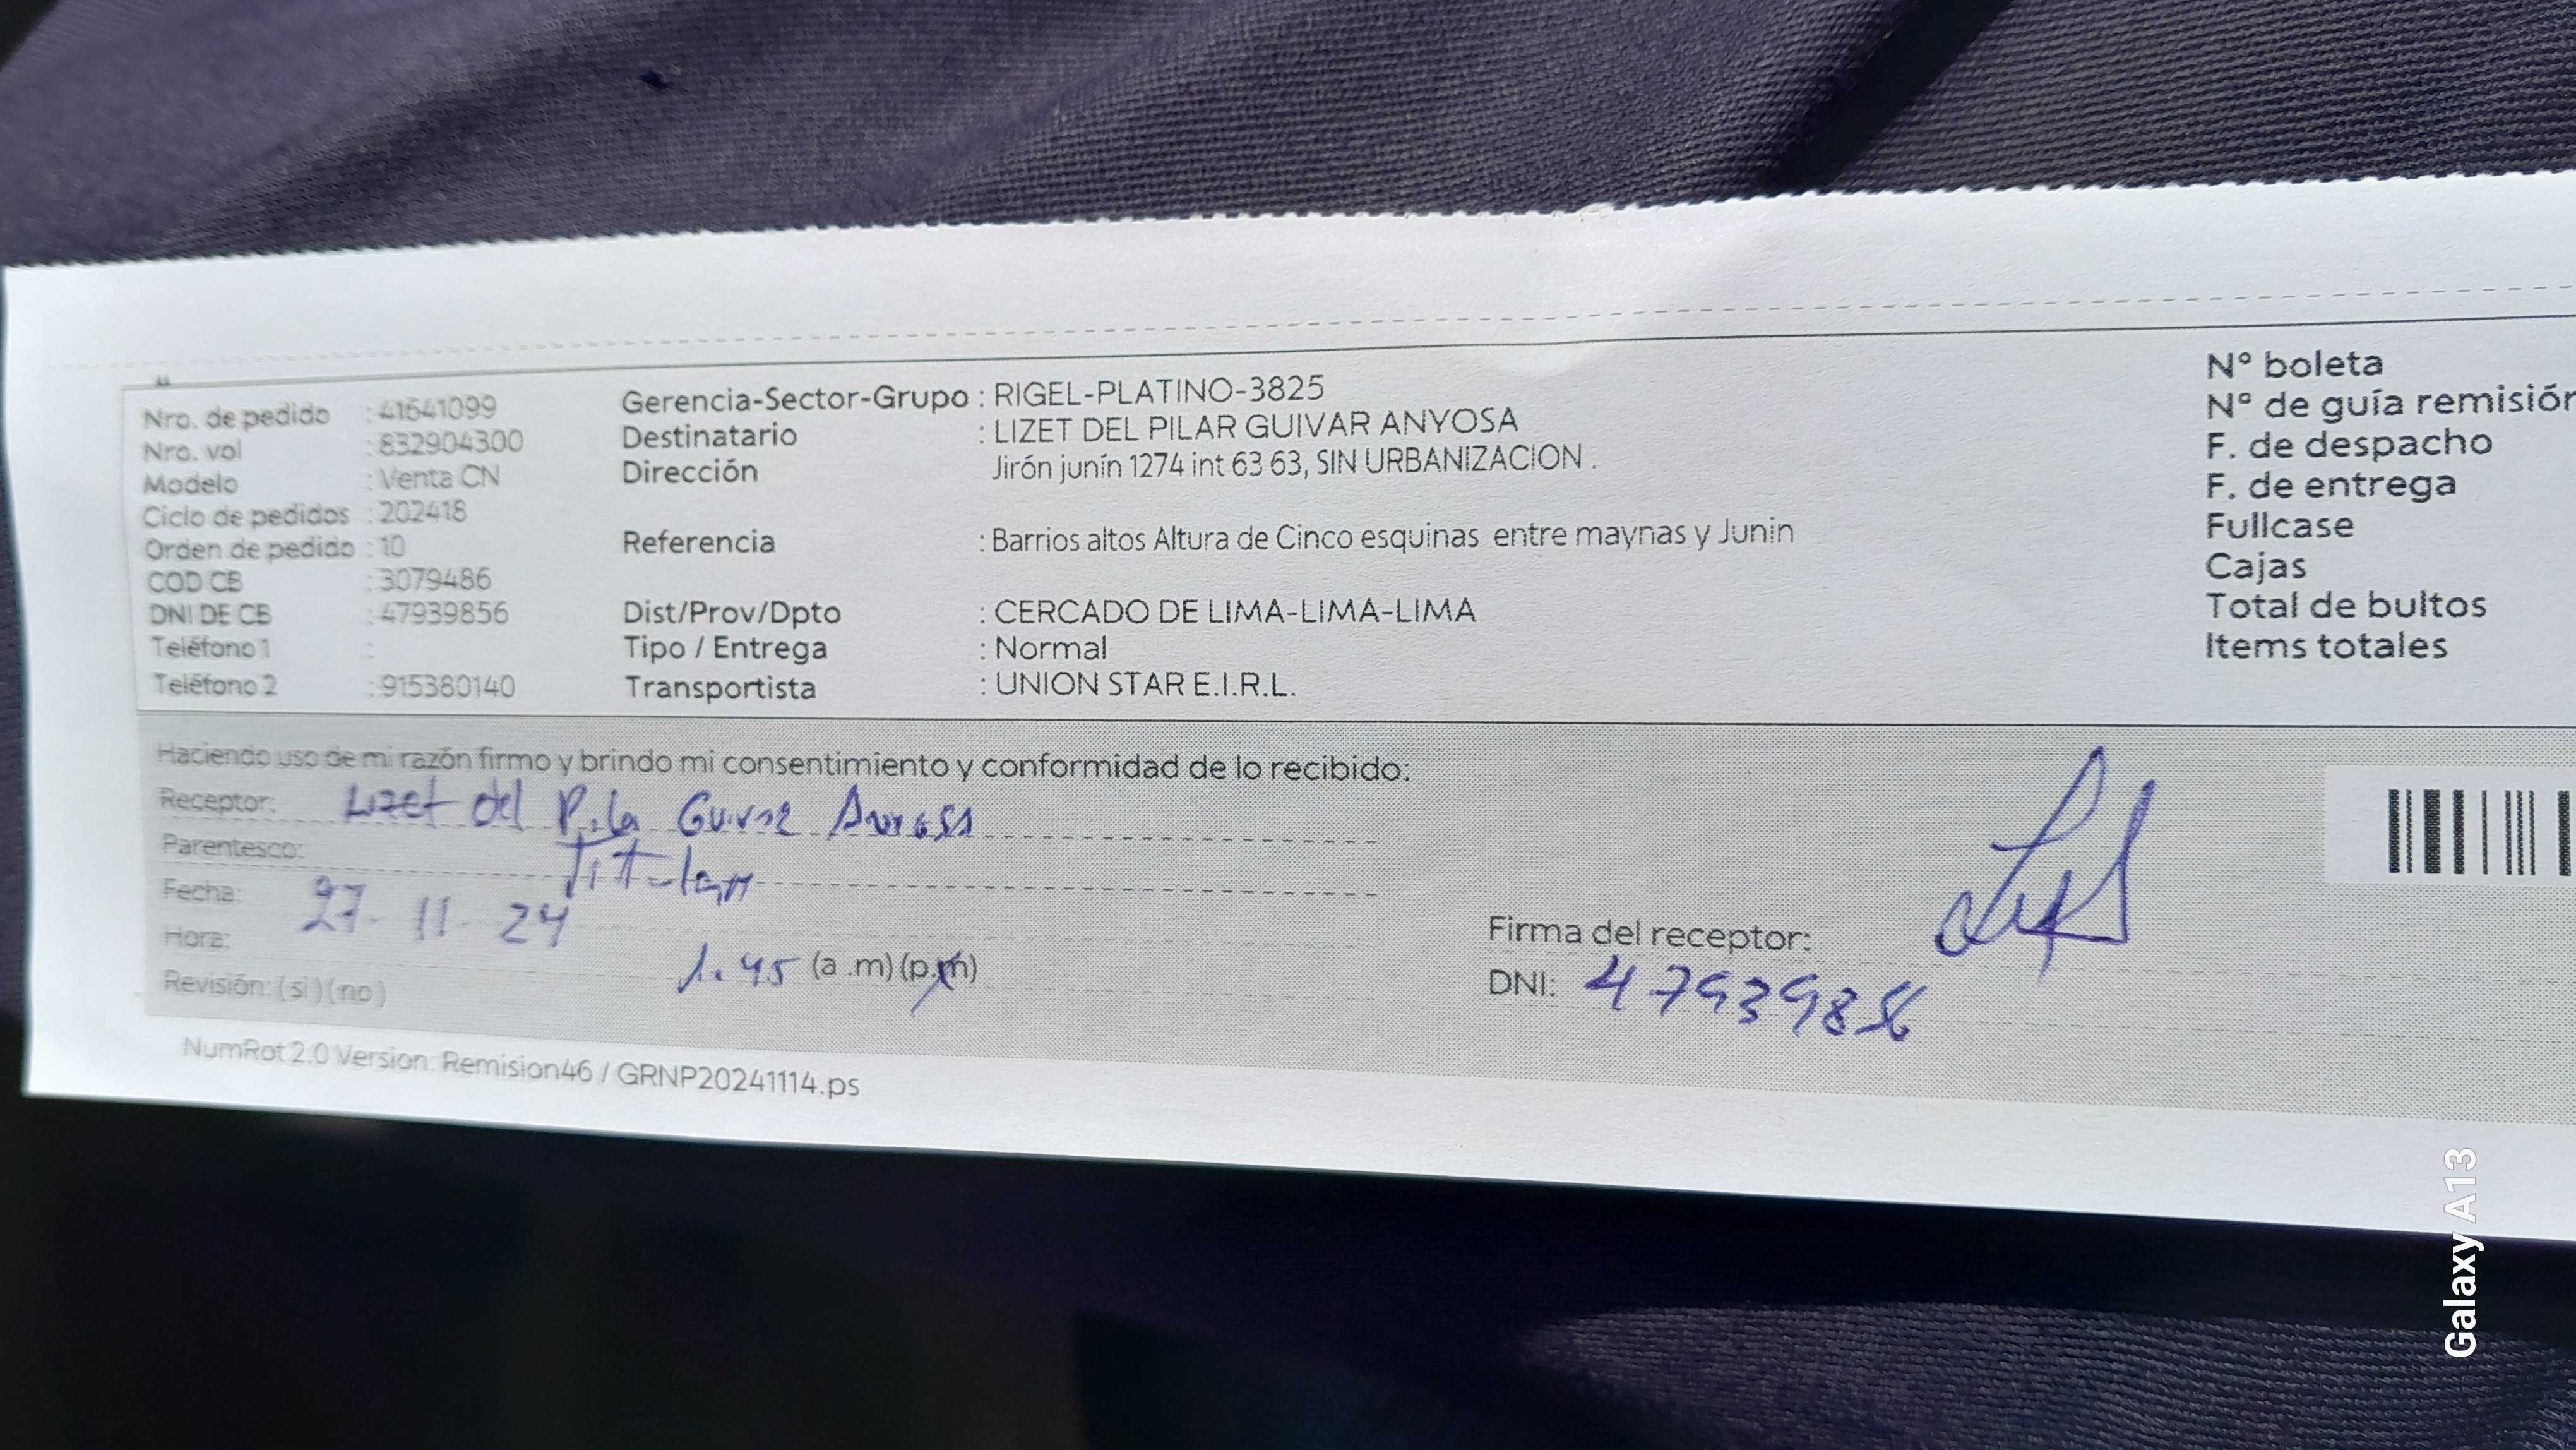 Nro. de pedido : 41641099
Nro. vol : 832904300
Modelo : Venta CN
Ciclo de pedidos : 202418
Orden de pedido : 10
COD CB : 3079486
DNI DE CB : 47939856
Teléfono 1 :
Teléfono 2 : 915380140
Gerencia-Sector-Grupo : RIGEL-PLATINO-3825
Destinatario : LIZET DEL PILAR GUIVAR ANYOSA
Dirección Jirón junín 1274 int 63 63, SIN URBANIZACION .
Referencia : Barrios altos Altura de Cinco esquinas entre maynas y Junin
Dist/Prov/Dpto : CERCADO DE LIMA-LIMA-LIMA
Tipo / Entrega : Normal
Transportista : UNION STAR E.I.R.L.
N° boleta
N° de guía remisión
F. de despacho
F. de entrega
Fullcase
Cajas
Total de bultos
Items totales
Haciendo uso de mi razón firmo y brindo mi consentimiento y conformidad de lo recibido:
Receptor: Lizet del Pila Guivar
Parentesco: Titular
Fecha: 27-11-24
Hora: 1.45 (a .m) (p.m)
Revisión: (si) (no)
Firma del receptor:
DNI: 47939856
NumRot 2.0 Version: Remision46 / GRNP20241114.ps
Galaxy A13